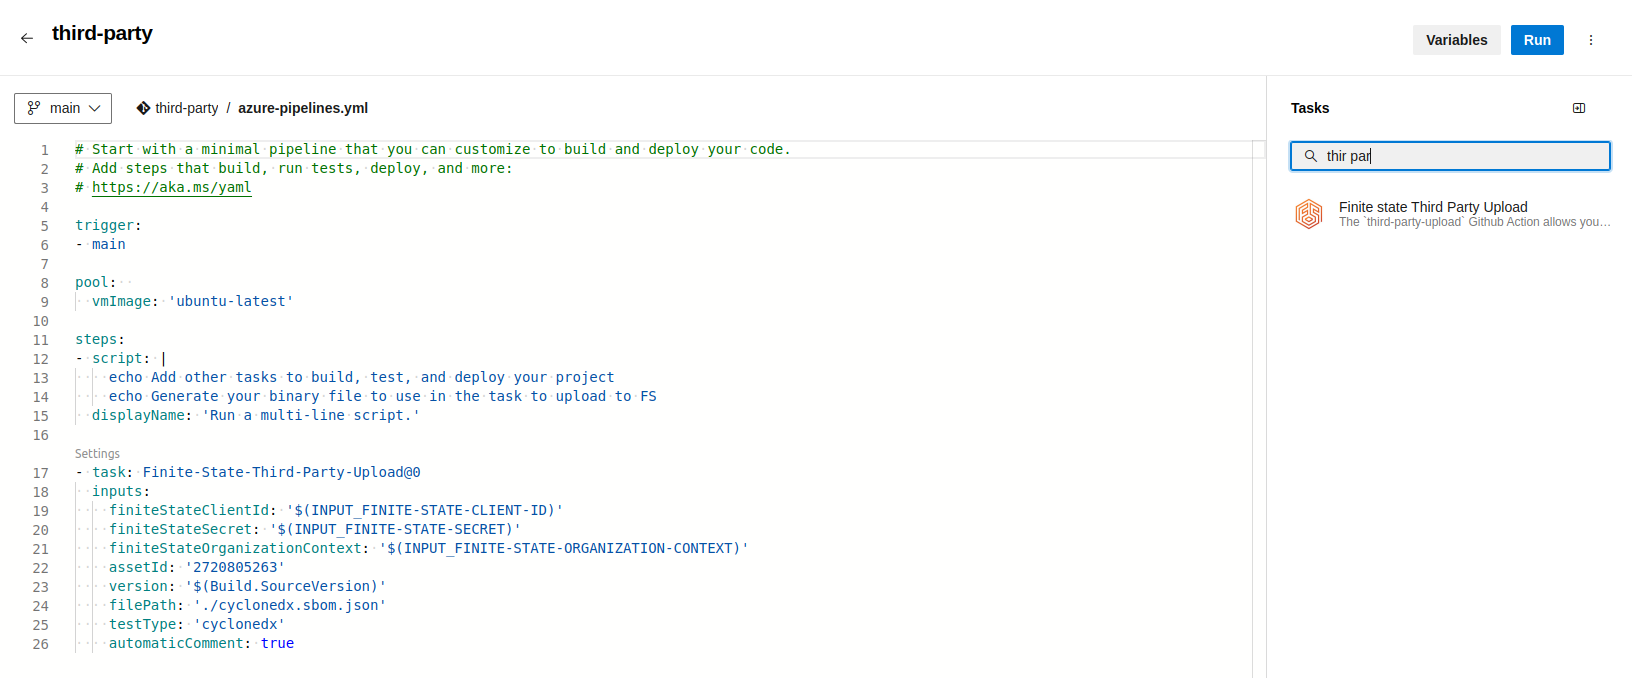 third-party
Variables
Run
main
third-party / azure-pipelines.yml
Tasks
thir par
Finite state Third Party Upload
The `third-party-upload` Github Action allows you…
1 # Start with a minimal pipeline that you can customize to build and deploy your code.
2 # Add steps that build, run tests, deploy, and more:
3 # https://aka.ms/yaml
4
5 trigger:
6 - main
7
8 pool:
9   vmImage: 'ubuntu-latest'
10
11 steps:
12 - script: |
13     echo Add other tasks to build, test, and deploy your project
14     echo Generate your binary file to use in the task to upload to FS
15   displayName: 'Run a multi-line script.'
16
Settings
17 - task: Finite-State-Third-Party-Upload@0
18   inputs:
19     finiteStateClientId: '$(INPUT_FINITE-STATE-CLIENT-ID)'
20     finiteStateSecret: '$(INPUT_FINITE-STATE-SECRET)'
21     finiteStateOrganizationContext: '$(INPUT_FINITE-STATE-ORGANIZATION-CONTEXT)'
22     assetId: '2720805263'
23     version: '$(Build.SourceVersion)'
24     filePath: './cyclonedx.sbom.json'
25     testType: 'cyclonedx'
26     automaticComment: true